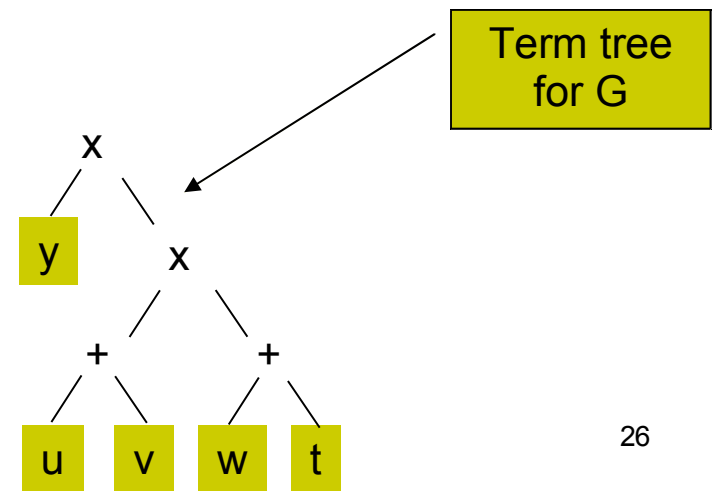 Term tree
for G
x
y
x
+ +
u v w t
26